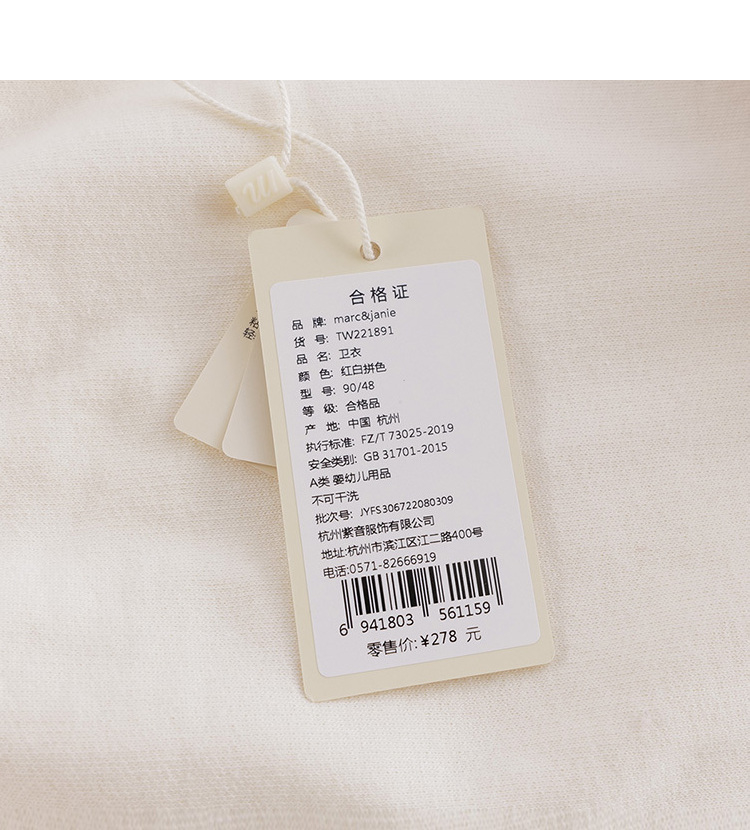 合格证
品 牌: marc&janie
货 号: TW221891
品 名: 卫衣
颜 色: 红白拼色
型 号: 90/48
等 级: 合格品
产 地: 中国 杭州
执行标准: FZ/T 73025-2019
安全类别: GB 31701-2015
A类 婴幼儿用品
不可干洗
批次号: JYFS306722080309
杭州紫音服饰有限公司
地址:杭州市滨江区江二路400号
电话:0571-82666919
6 941803 561159
零售价:¥278 元
m